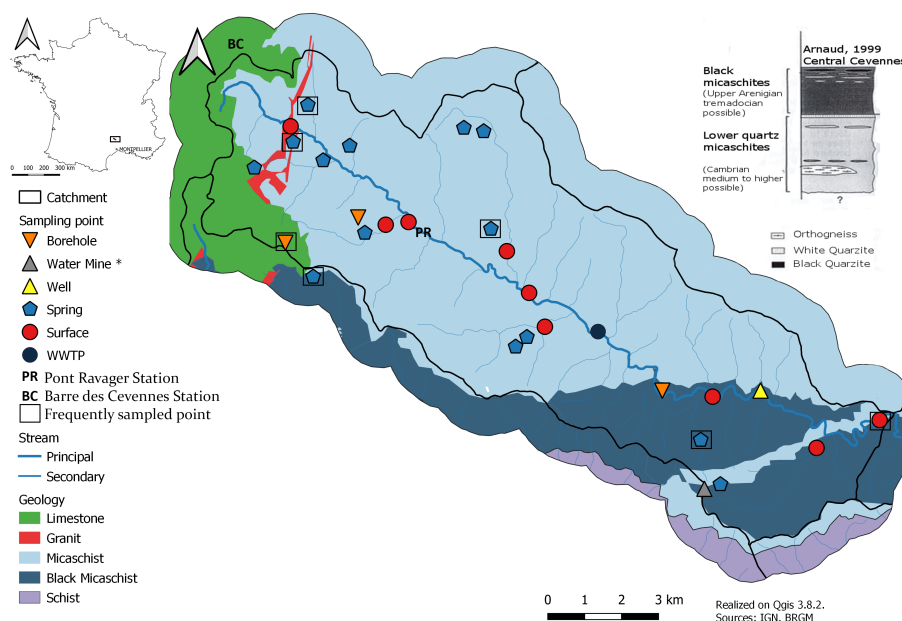 BC
MONTPELLIER
0 100 200 300 km
Catchment
Sampling point
Borehole
Water Mine *
Well
Spring
Surface
WWTP
PR Pont Ravager Station
BC Barre des Cevennes Station
Frequently sampled point
Stream
Principal
Secondary
Geology
Limestone
Granit
Micaschist
Black Micaschist
Schist
PR
Arnaud, 1999
Central Cevennes
Black
micaschites
(Upper Arenigian
tremadocian
possible)
Lower quartz
micaschites
(Cambrian
medium to higher
possible)
?
Orthogneiss
White Quarzite
Black Quarzite
0 1 2 3 km
Realized on Qgis 3.8.2.
Sources: IGN, BRGM